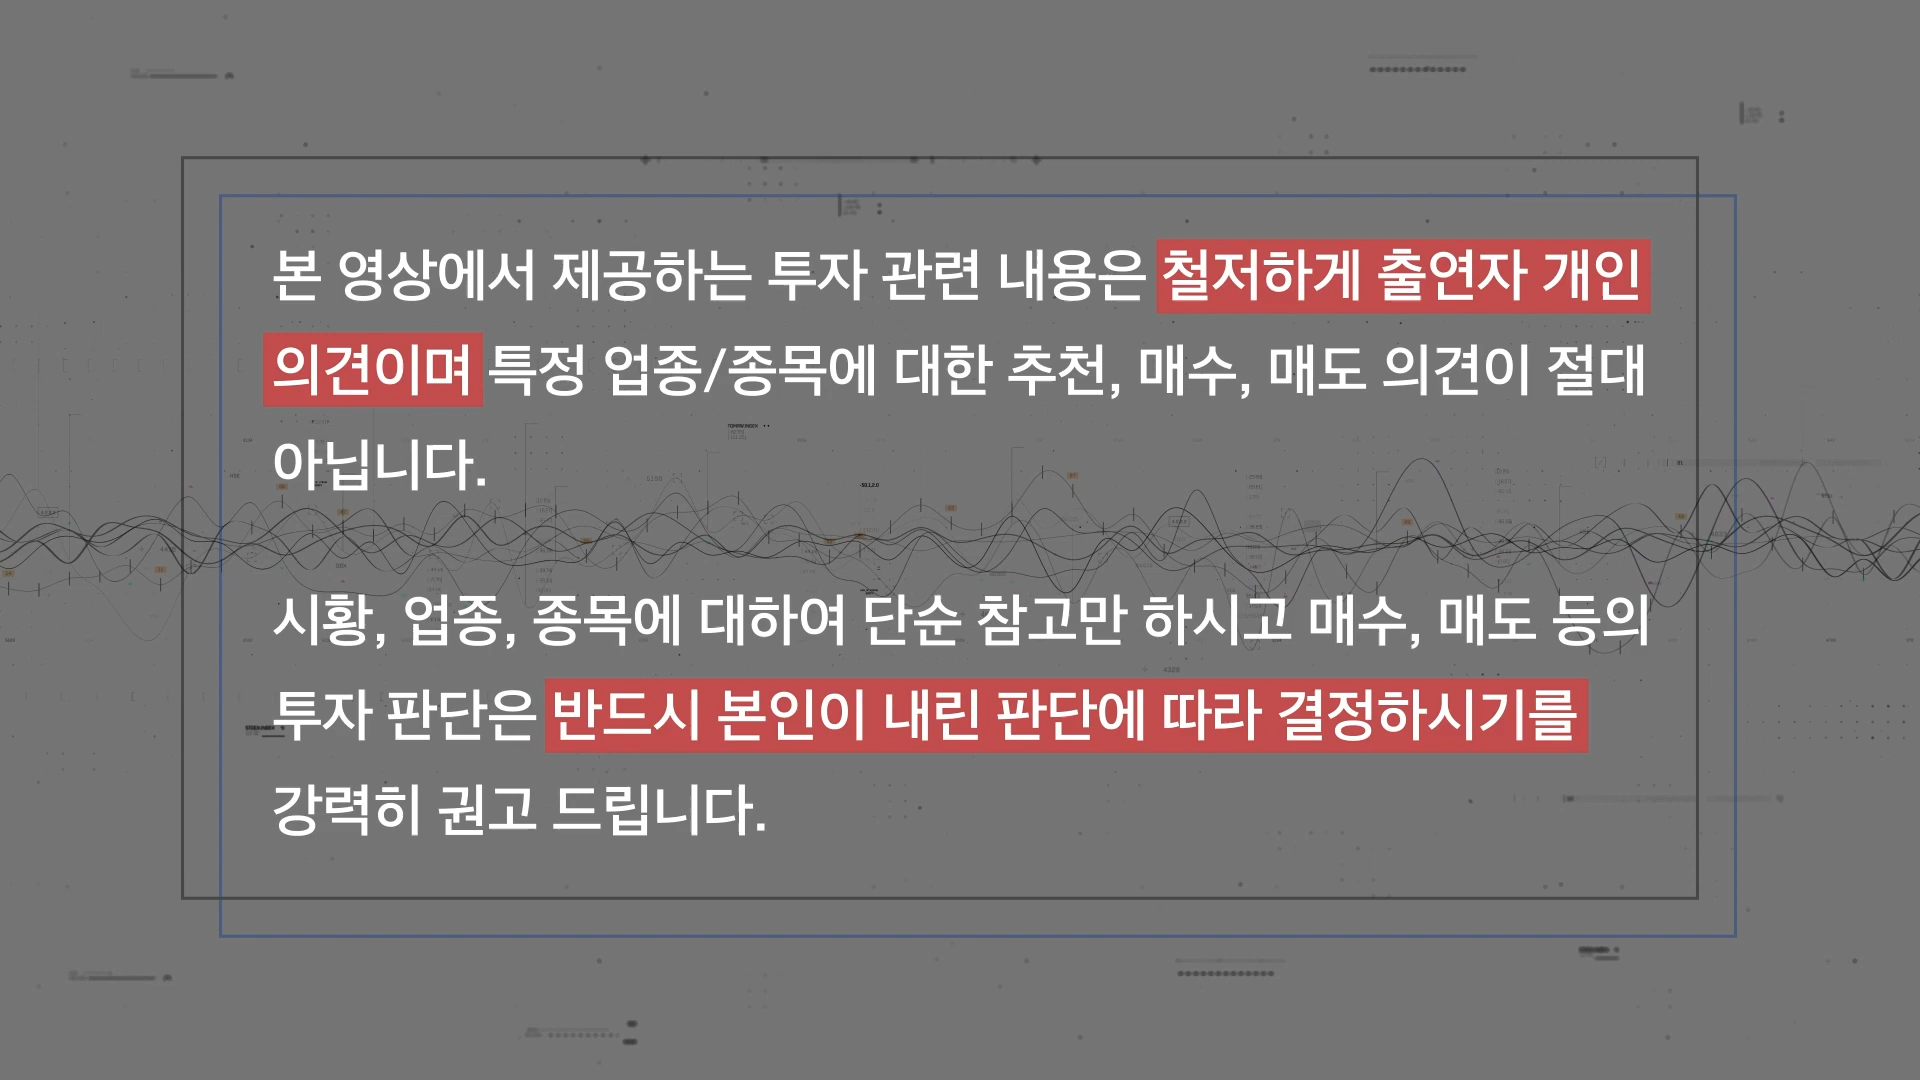 본 영상에서 제공하는 투자 관련 내용은 철저하게 출연자 개인
의견이며 특정 업종/종목에 대한 추천, 매수, 매도 의견이 절대
아닙니다.
시황, 업종, 종목에 대하여 단순 참고만 하시고 매수, 매도 등의
투자 판단은 반드시 본인이 내린 판단에 따라 결정하시기를
강력히 권고 드립니다.